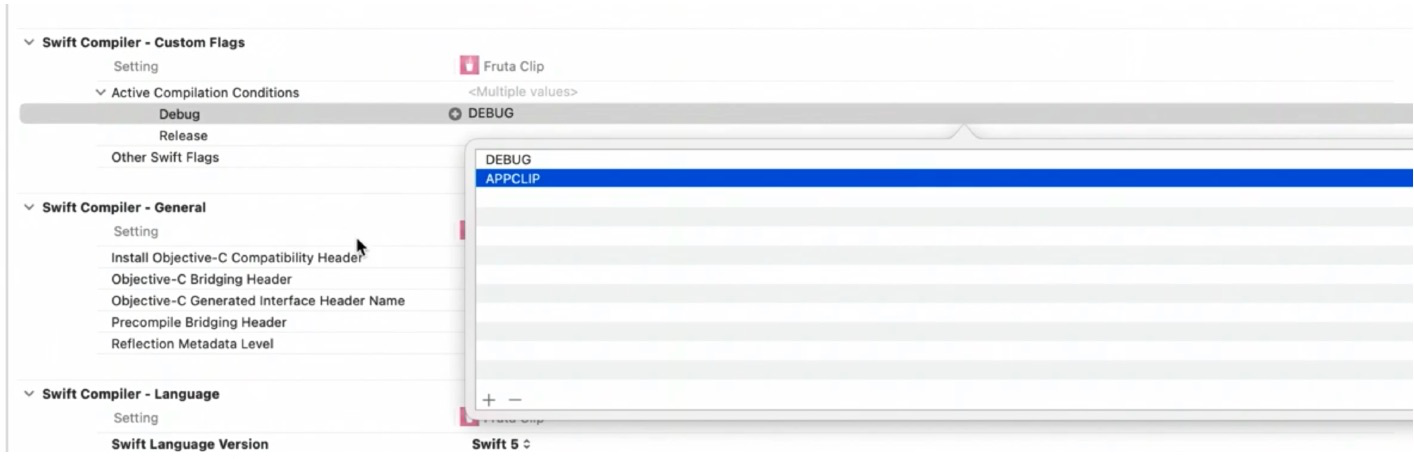 Swift Compiler - Custom Flags
Setting Fruta Clip
Active Compilation Conditions <Multiple values>
Debug DEBUG
Release
Other Swift Flags
DEBUG
APPCLIP
Swift Compiler - General
Setting
Install Objective-C Compatibility Header
Objective-C Bridging Header
Objective-C Generated Interface Header Name
Precompile Bridging Header
Reflection Metadata Level
Swift Compiler - Language
Setting Fruta Clip
Swift Language Version Swift 5